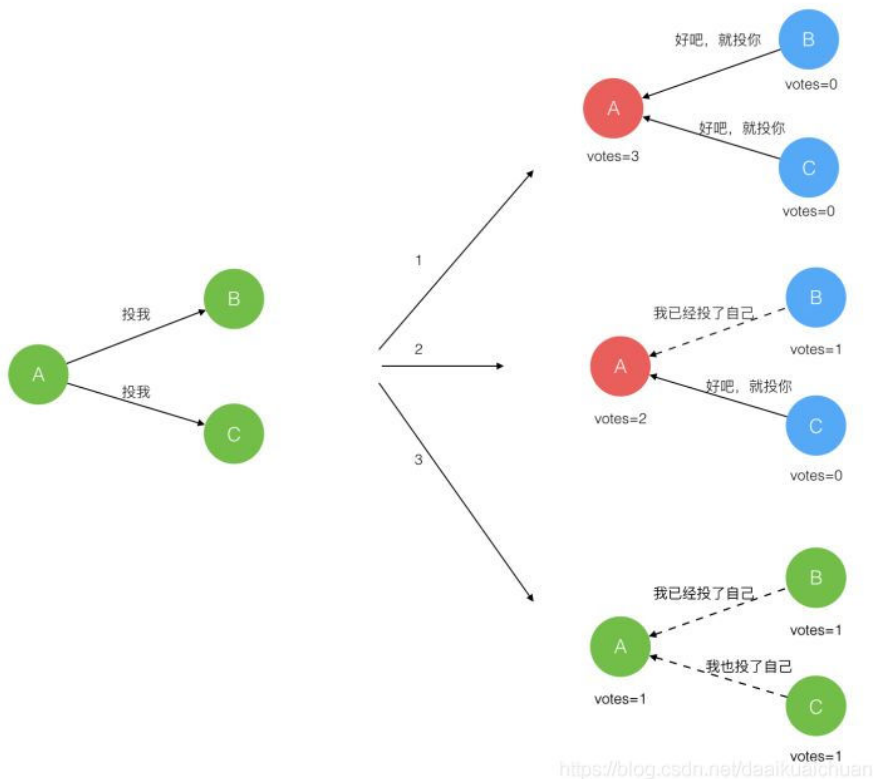 A
投我
投我
B
C
1
2
3
好吧，就投你
B
votes=0
A
votes=3
好吧，就投你
C
votes=0
我已经投了自己
B
votes=1
A
votes=2
好吧，就投你
C
votes=0
我已经投了自己
B
votes=1
A
votes=1
我也投了自己
C
votes=1
https://blog.csdn.net/daaikuaichuan